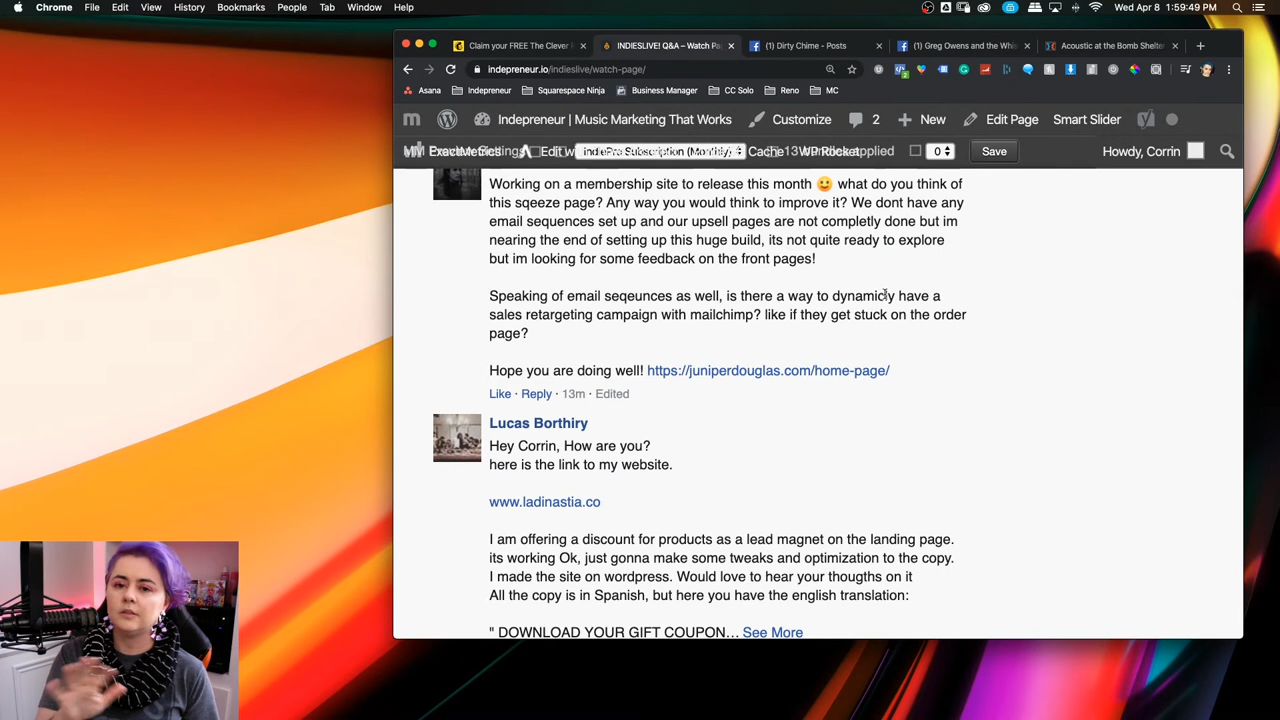 Chrome File Edit View History Bookmarks People Tab Window Help
Wed Apr 8 1:59:49 PM
Claim your FREE The Clever
INDIESLIVE! Q&A – Watch Pa
(1) Dirty Chime - Posts
Greg Owens and the Whi
Acoustic at the Bomb Shelter
indepreneur.io/indieslive/watch-page/
Asana Indepreneur Squarespace Ninja Business Manager CC Solo Reno MC
Indepreneur | Music Marketing That Works Customize 2 New Edit Page Smart Slider
ExactMetrics Edit Cache WP Rocket applied 0 Save Howdy, Corrin
Working on a membership site to release this month 🙂 what do you think of
this sqeeze page? Any way you would think to improve it? We dont have any
email sequences set up and our upsell pages are not completly done but im
nearing the end of setting up this huge build, its not quite ready to explore
but im looking for some feedback on the front pages!
Speaking of email seqeunces as well, is there a way to dynamicly have a
sales retargeting campaign with mailchimp? like if they get stuck on the order
page?
Hope you are doing well! https://juniperdouglas.com/home-page/
Like · Reply · 13m · Edited
Lucas Borthiry
Hey Corrin, How are you?
here is the link to my website.
www.ladinastia.co
I am offering a discount for products as a lead magnet on the landing page.
its working Ok, just gonna make some tweaks and optimization to the copy.
I made the site on wordpress. Would love to hear your thougths on it
All the copy is in Spanish, but here you have the english translation:
" DOWNLOAD YOUR GIFT COUPON... See More